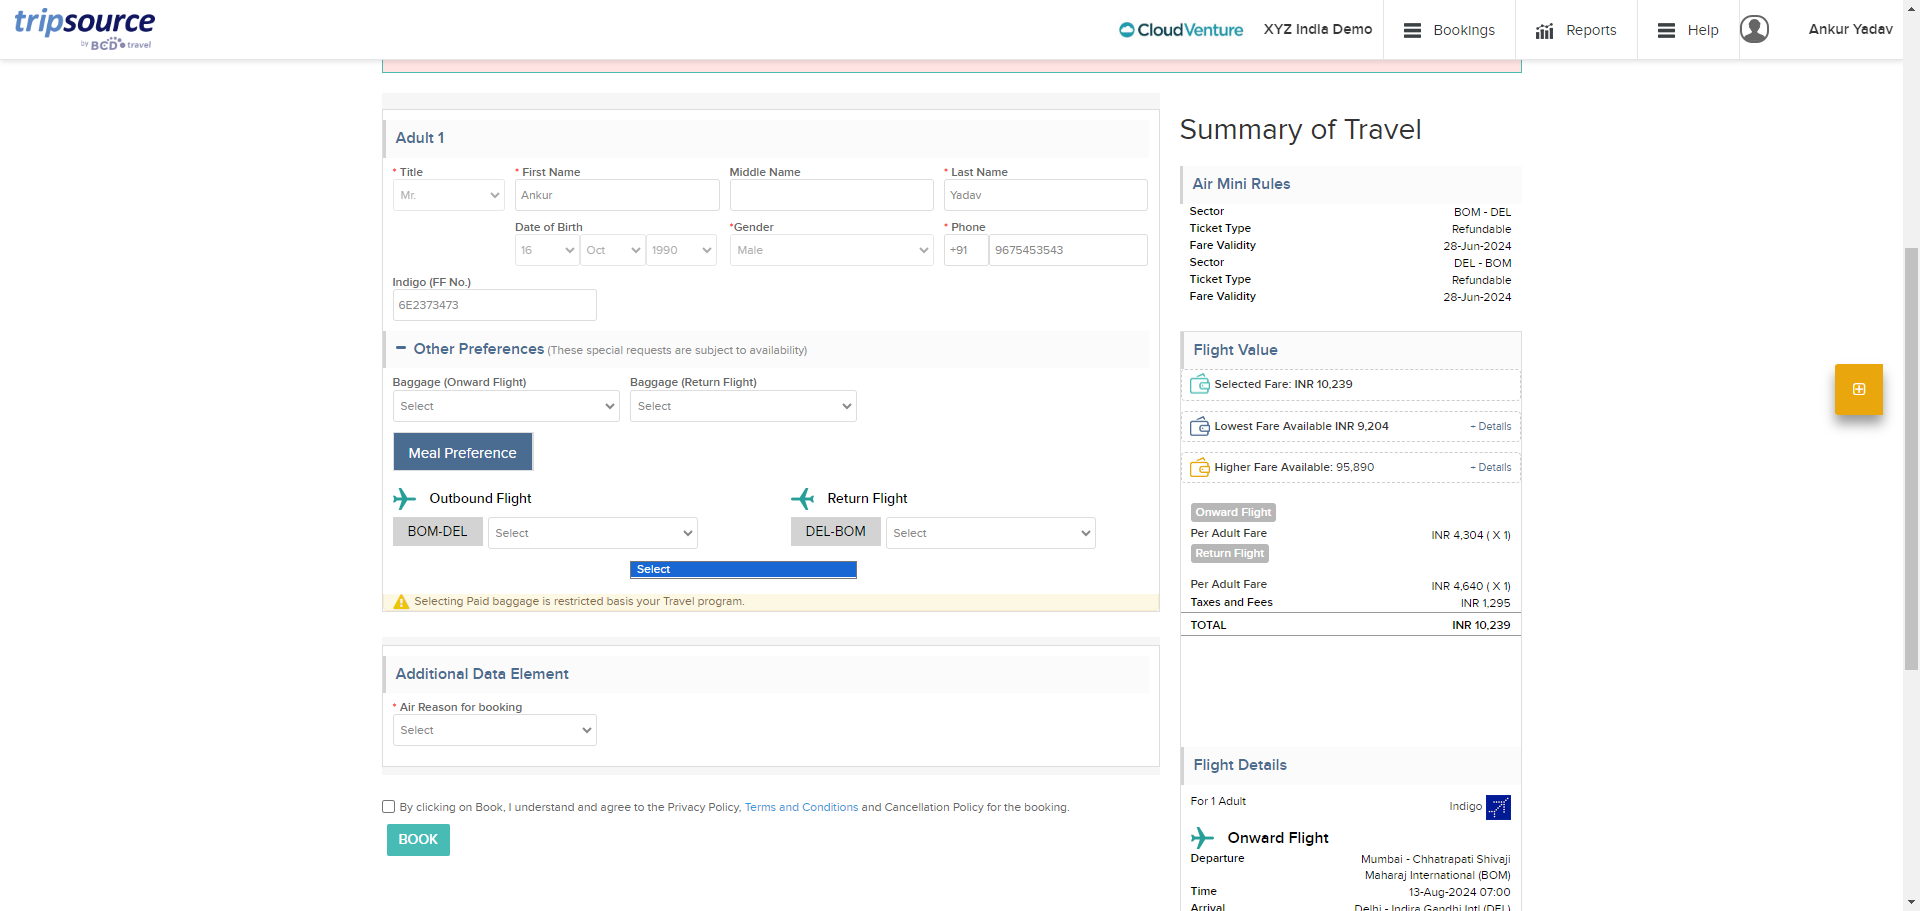 tripsource
by BCD travel
CloudVenture
XYZ India Demo
Bookings
Reports
Help
Ankur Yadav
Adult 1
* Title
* First Name
Middle Name
* Last Name
Mr.
Ankur
Yadav
Date of Birth
*Gender
* Phone
16
Oct
1990
Male
+91
9675453543
Indigo (FF No.)
6E2373473
Other Preferences (These special requests are subject to availability)
Baggage (Onward Flight)
Baggage (Return Flight)
Select
Select
Meal Preference
Outbound Flight
Return Flight
BOM-DEL
Select
DEL-BOM
Select
Select
Selecting Paid baggage is restricted basis your Travel program.
Additional Data Element
* Air Reason for booking
Select
By clicking on Book, I understand and agree to the Privacy Policy, Terms and Conditions and Cancellation Policy for the booking.
BOOK
Summary of Travel
Air Mini Rules
Sector BOM - DEL
Ticket Type Refundable
Fare Validity 28-Jun-2024
Sector DEL - BOM
Ticket Type Refundable
Fare Validity 28-Jun-2024
Flight Value
Selected Fare: INR 10,239
Lowest Fare Available INR 9,204 + Details
Higher Fare Available: 95,890 + Details
Onward Flight
Per Adult Fare INR 4,304 ( X 1)
Return Flight
Per Adult Fare INR 4,640 ( X 1)
Taxes and Fees INR 1,295
TOTAL INR 10,239
Flight Details
For 1 Adult Indigo
Onward Flight
Departure Mumbai - Chhatrapati Shivaji
Maharaj International (BOM)
Time 13-Aug-2024 07:00
Arrival Delhi - Indira Gandhi Intl (DEL)